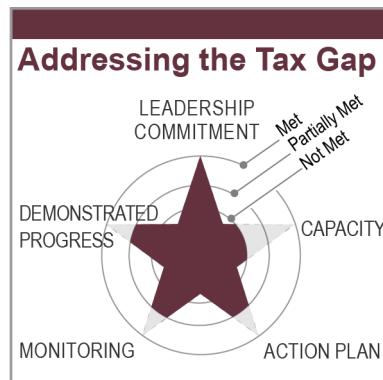 Addressing the Tax Gap
LEADERSHIP
COMMITMENT
Met
Partially Met
Not Met
DEMONSTRATED
PROGRESS
CAPACITY
MONITORING
ACTION PLAN